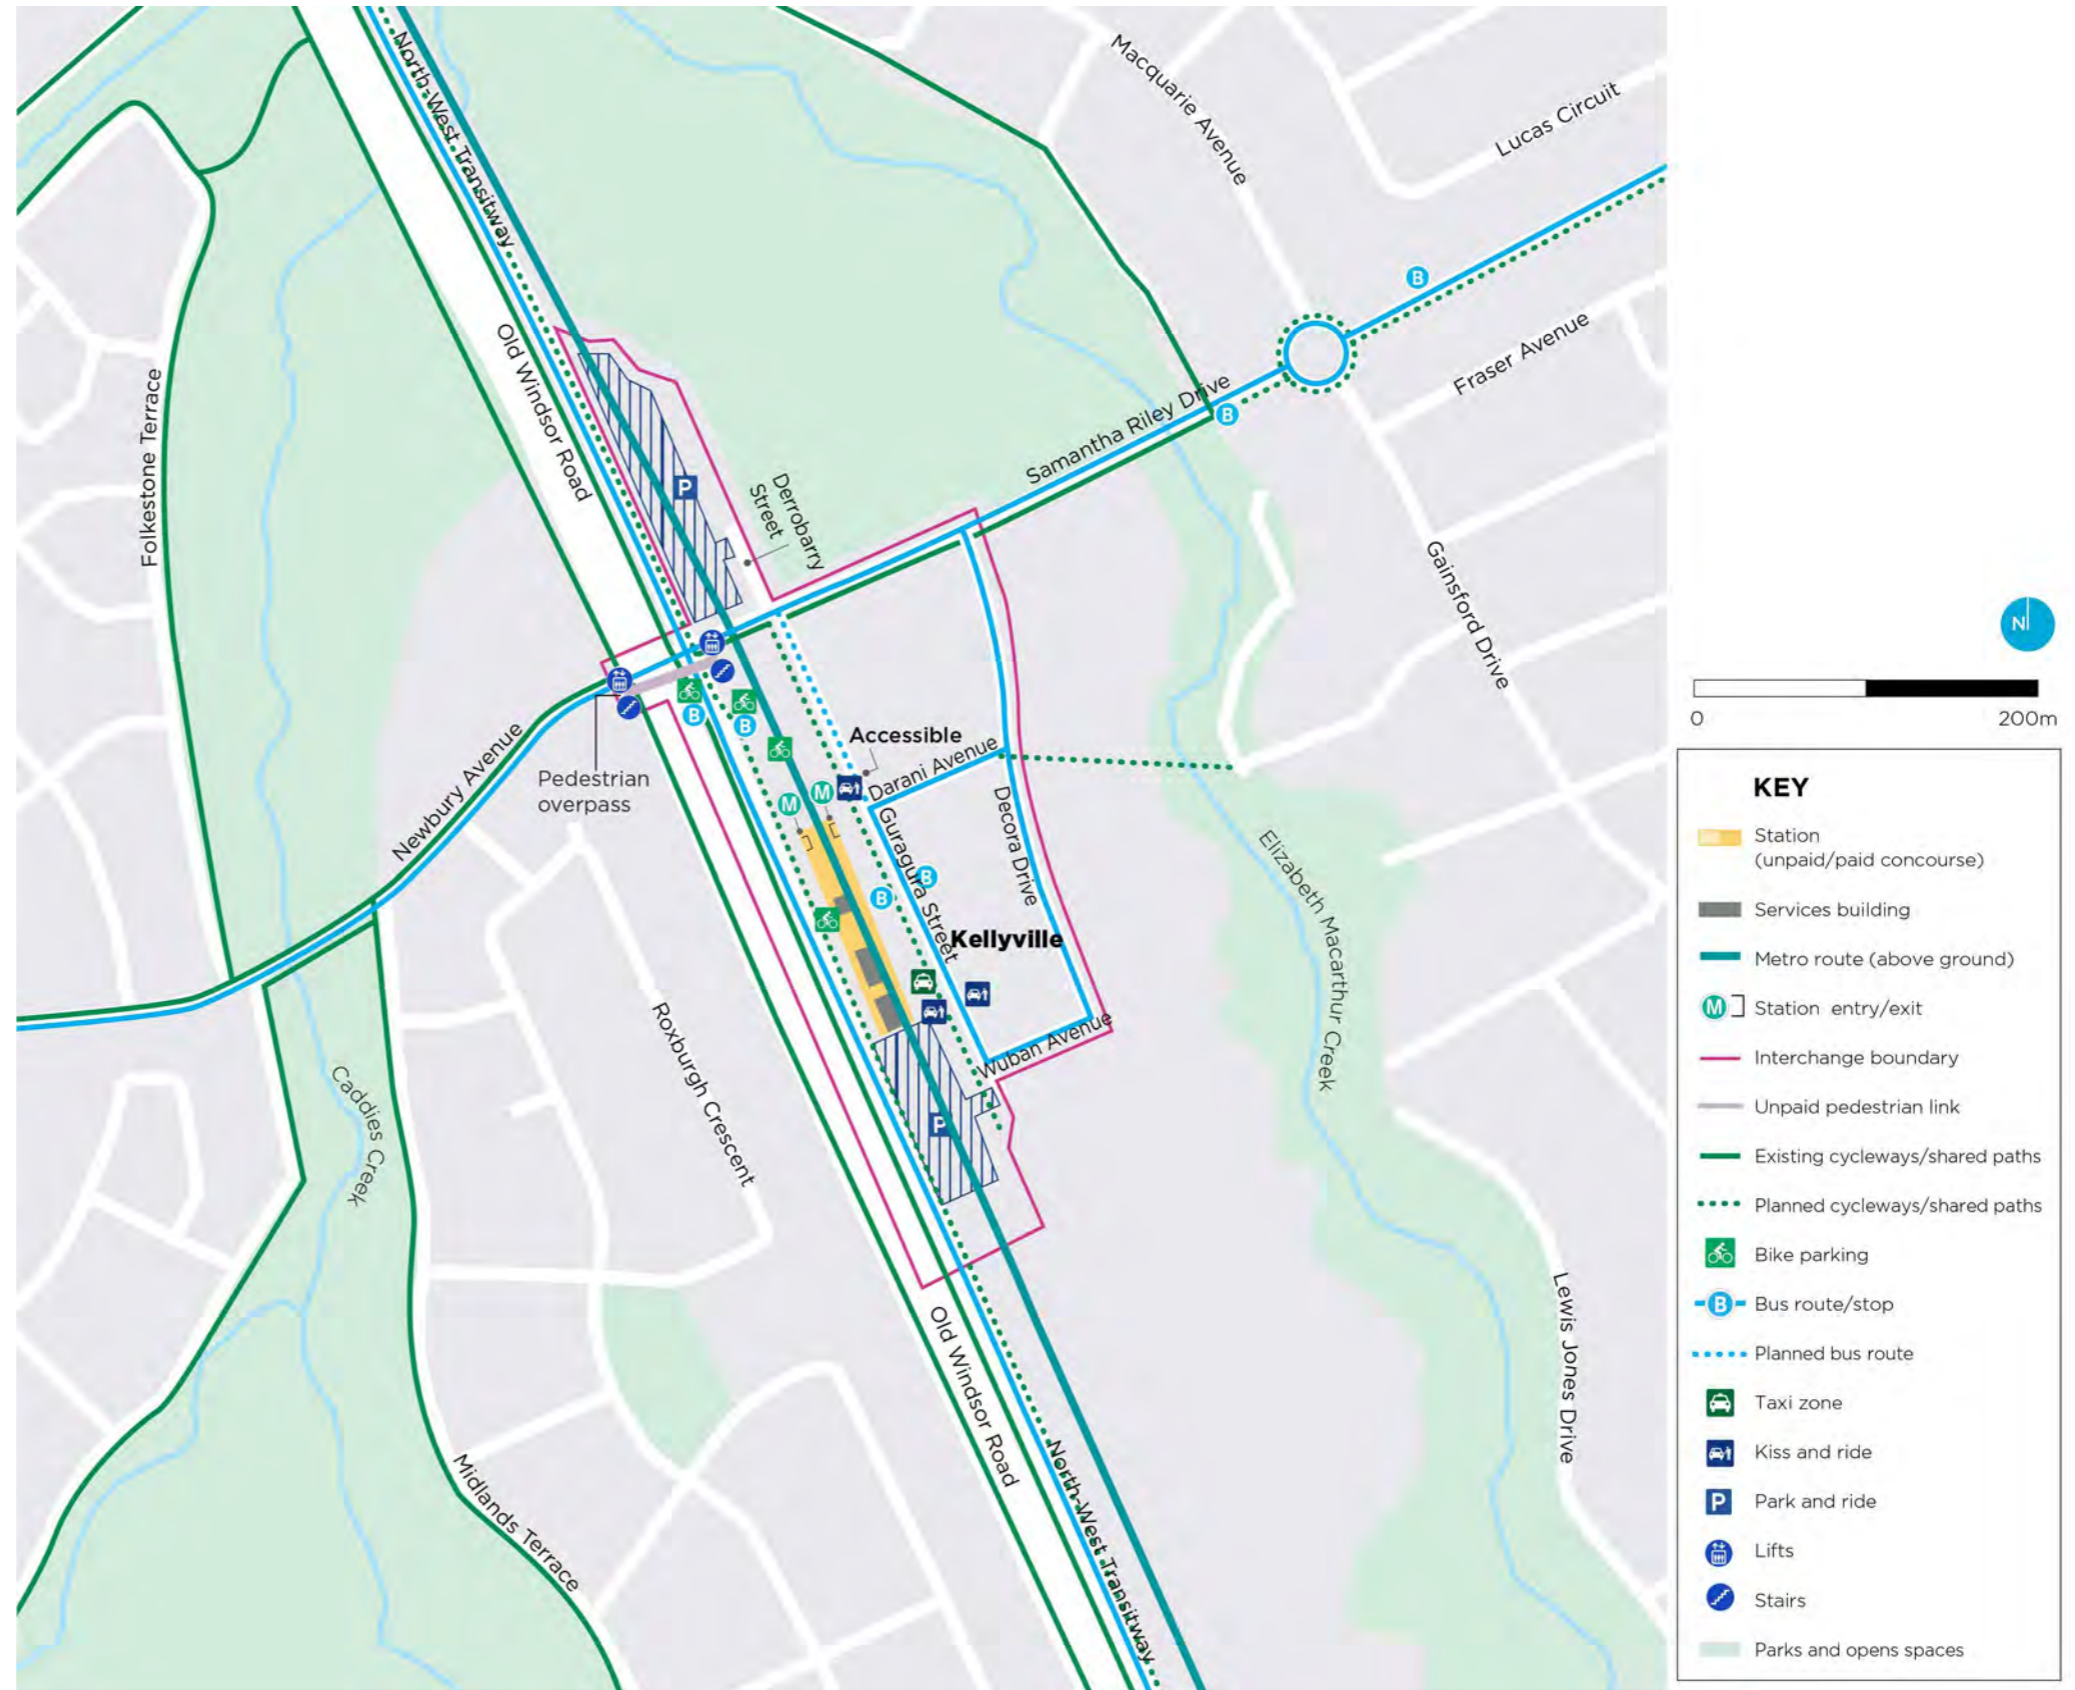 North-West Transitway
Macquarie Avenue
Lucas Circuit
Old Windsor Road
Fraser Avenue
Folkestone Terrace
Samantha Riley Drive
B
B
P
Derrobarry
Street
Gainsford Drive
Newbury Avenue
Pedestrian
overpass
B
B
Accessible
Darani Avenue
M
M
Decora Drive
Guragura Street
B
B
Kellyville
Elizabeth Macarthur Creek
Wuban Avenue
P
Roxburgh Crescent
Caddies Creek
Old Windsor Road
Lewis Jones Drive
North-West Transitway
Midlands Terrace
N
0 200m
KEY
Station
(unpaid/paid concourse)
Services building
Metro route (above ground)
M Station entry/exit
Interchange boundary
Unpaid pedestrian link
Existing cycleways/shared paths
Planned cycleways/shared paths
Bike parking
B Bus route/stop
Planned bus route
Taxi zone
Kiss and ride
P Park and ride
Lifts
Stairs
Parks and opens spaces